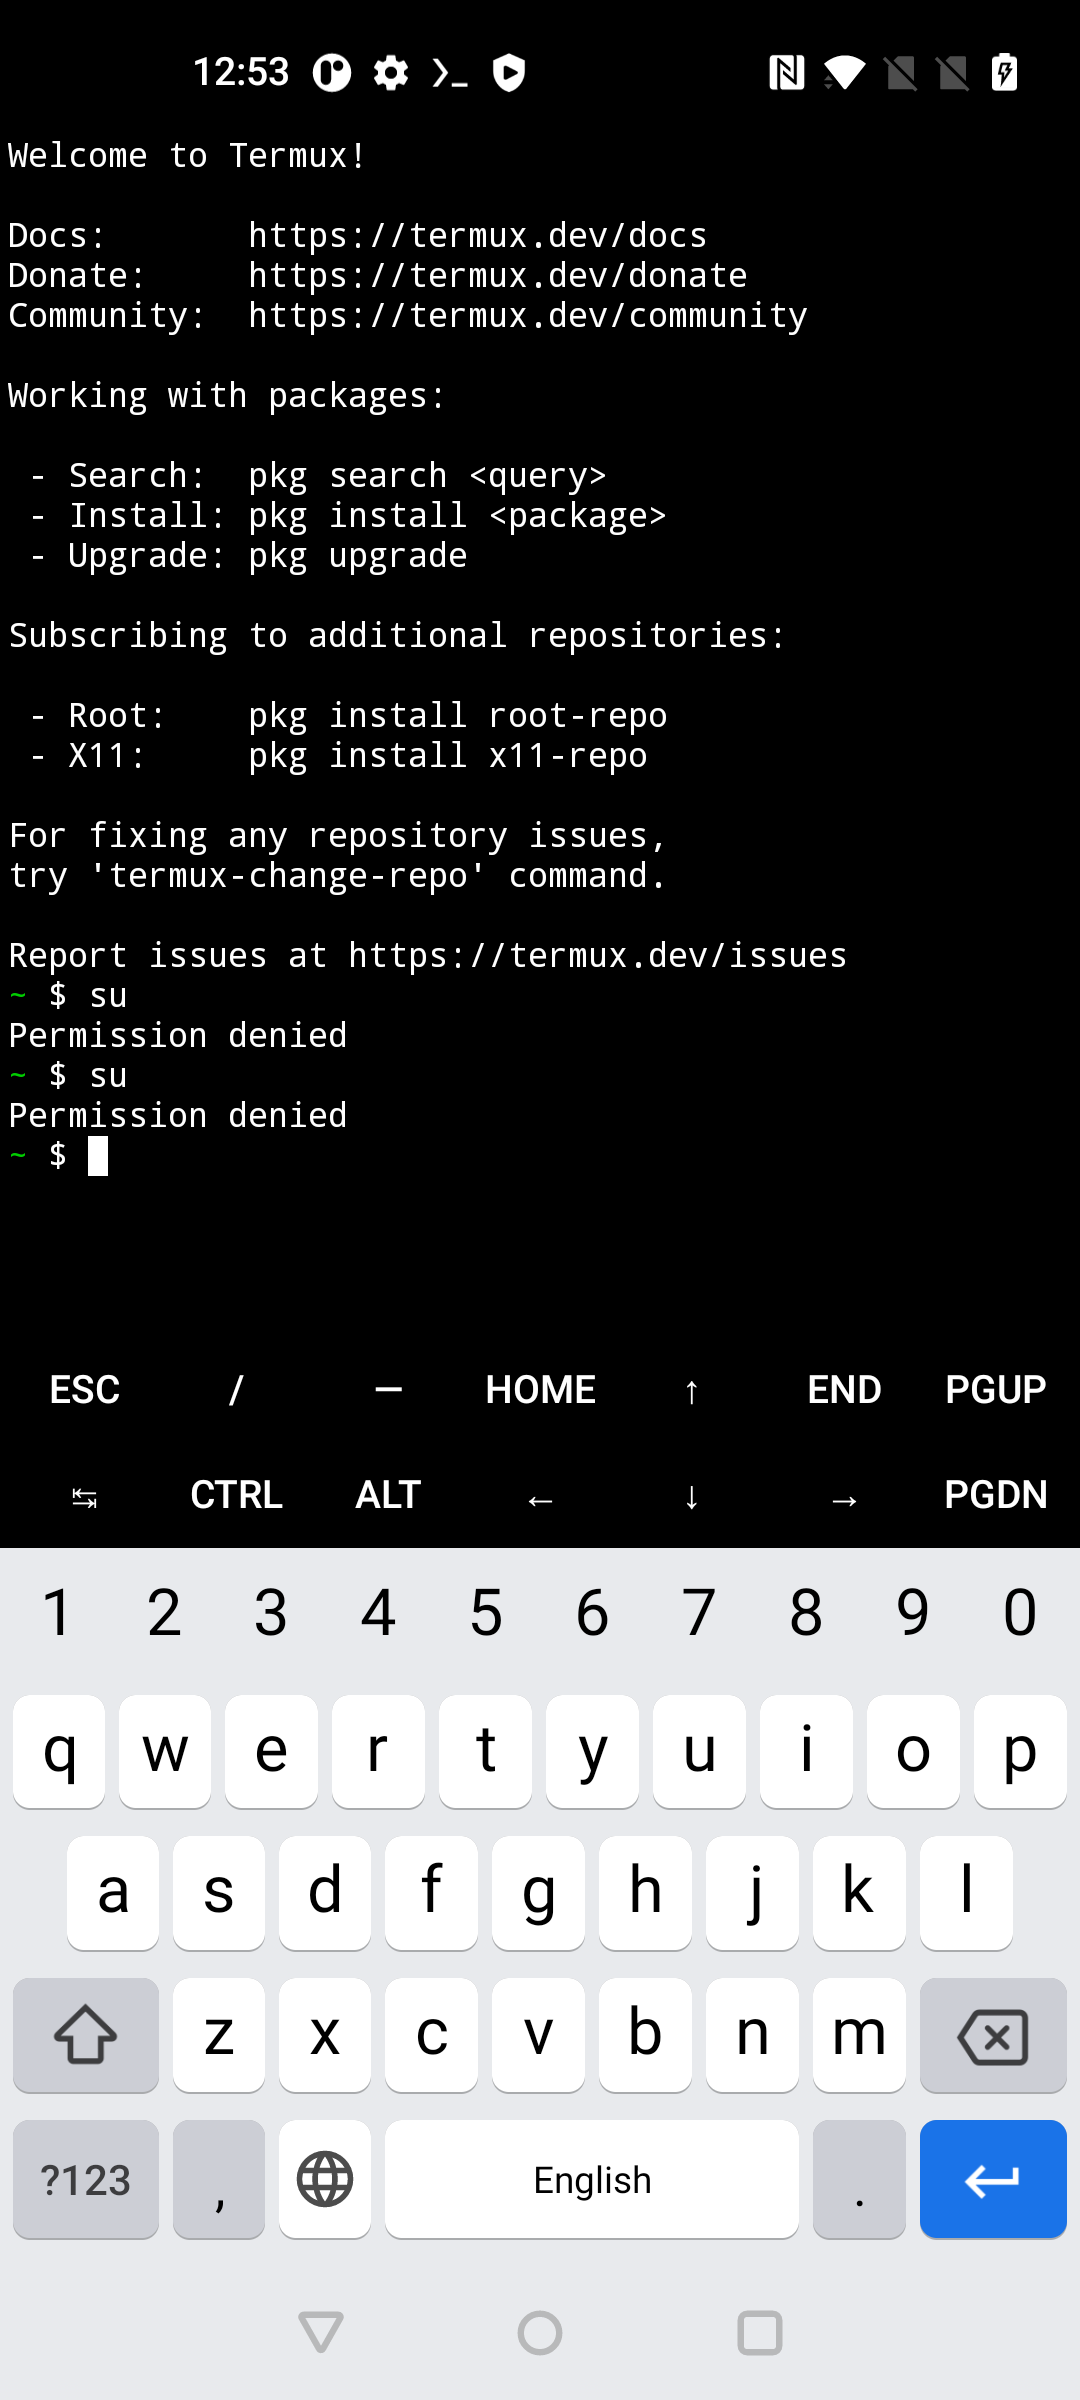 12:53
Welcome to Termux!
Docs: https://termux.dev/docs
Donate: https://termux.dev/donate
Community: https://termux.dev/community
Working with packages:
- Search: pkg search <query>
- Install: pkg install <package>
- Upgrade: pkg upgrade
Subscribing to additional repositories:
- Root: pkg install root-repo
- X11: pkg install x11-repo
For fixing any repository issues,
try 'termux-change-repo' command.
Report issues at https://termux.dev/issues
~ $ su
Permission denied
~ $ su
Permission denied
~ $
ESC / — HOME ↑ END PGUP
↹ CTRL ALT ← ↓ → PGDN
1 2 3 4 5 6 7 8 9 0
q w e r t y u i o p
a s d f g h j k l
z x c v b n m
?123 , English .